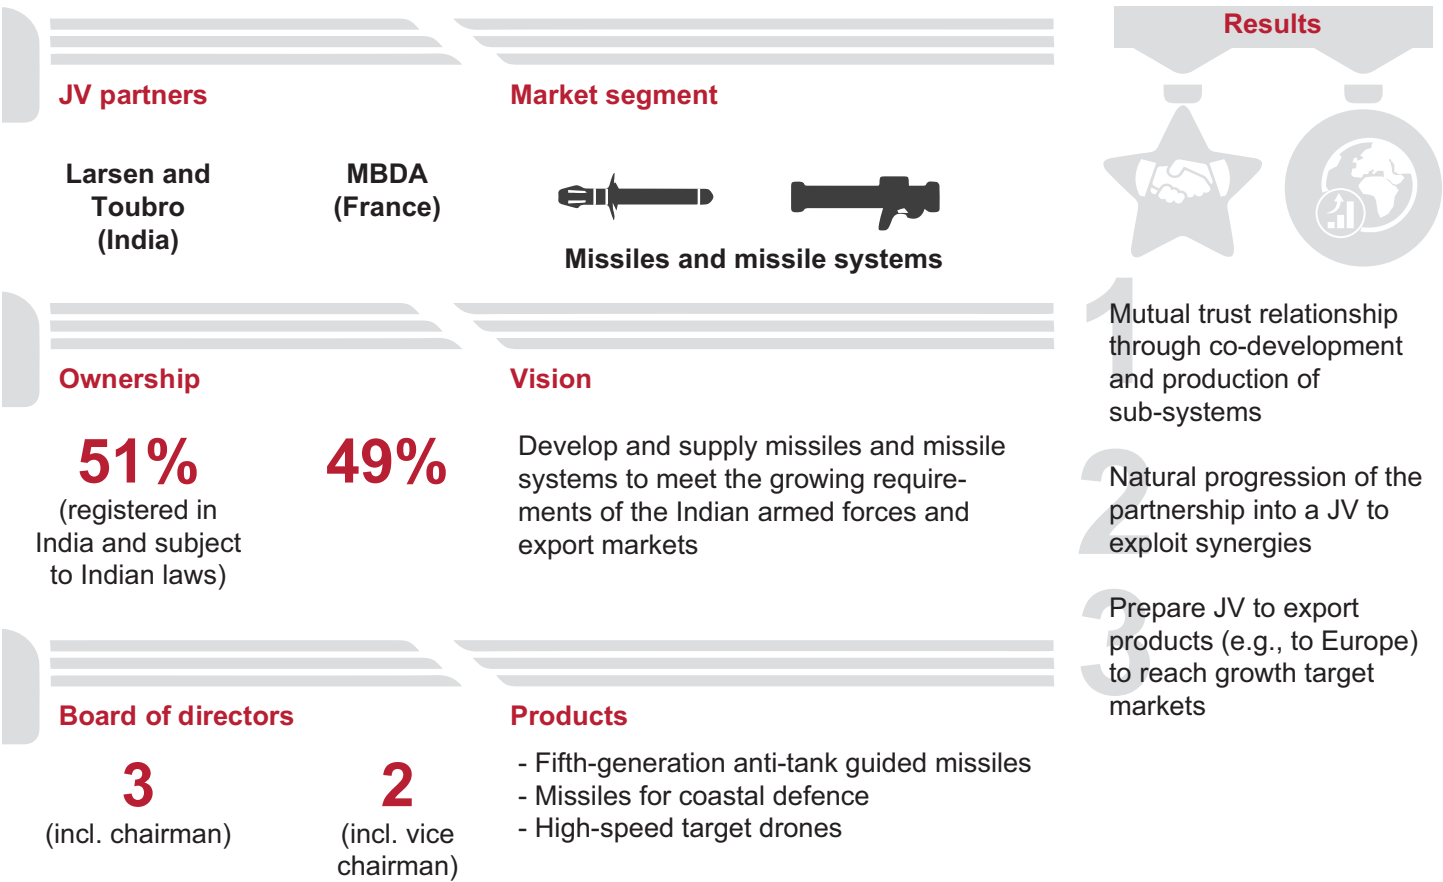 JV partners
Larsen and
Toubro
(India)
MBDA
(France)
Market segment
Missiles and missile systems
Ownership
51%
(registered in
India and subject
to Indian laws)
49%
Vision
Develop and supply missiles and missile
systems to meet the growing require-
ments of the Indian armed forces and
export markets
Board of directors
3
(incl. chairman)
2
(incl. vice
chairman)
Products
- Fifth-generation anti-tank guided missiles
- Missiles for coastal defence
- High-speed target drones
Results
1
Mutual trust relationship
through co-development
and production of
sub-systems
2
Natural progression of the
partnership into a JV to
exploit synergies
3
Prepare JV to export
products (e.g., to Europe)
to reach growth target
markets